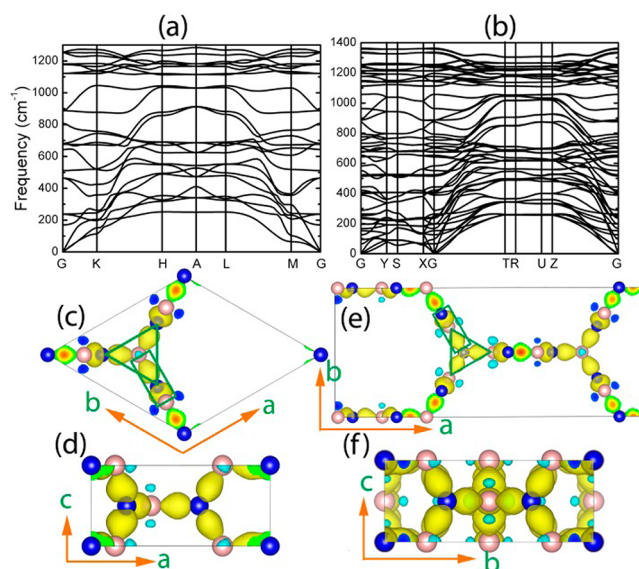 (a)
(b)
Frequency (cm⁻¹)
1200
1000
800
600
400
200
0
G K H A L M G
1400
1200
1000
800
600
400
200
0
G Y S X G T R U Z G
(c)
(e)
b
a
b
a
(d)
(f)
c
a
c
b